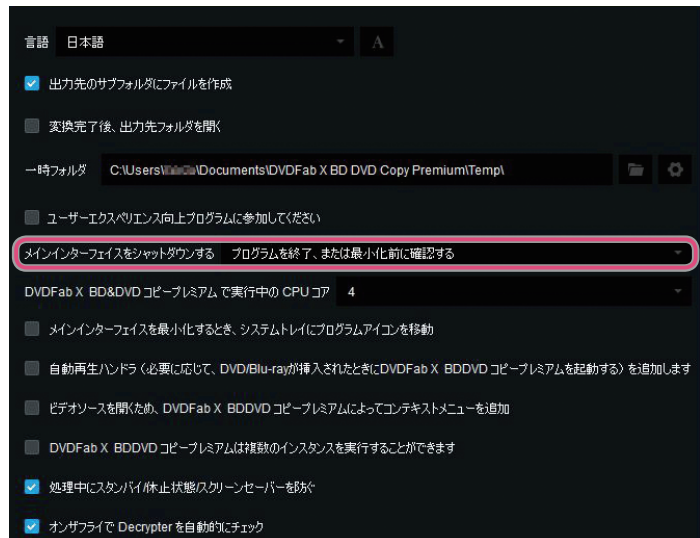 言語 日本語 A
出力先のサブフォルダにファイルを作成
変換完了後、出力先フォルダを開く
一時フォルダ C:\Users\ \Documents\DVDFab X BD DVD Copy Premium\Temp\
ユーザーエクスペリエンス向上プログラムに参加してください
メインインターフェイスをシャットダウンする プログラムを終了、または最小化前に確認する
DVDFab X BD&DVD コピープレミアム で実行中の CPU コア 4
メインインターフェイスを最小化するとき、システムトレイにプログラムアイコンを移動
自動再生ハンドラ（必要に応じて、DVD/Blu-rayが挿入されたときにDVDFab X BDDVD コピープレミアムを起動する）を追加します
ビデオソースを開くため、DVDFab X BDDVD コピープレミアムによってコンテキストメニューを追加
DVDFab X BDDVD コピープレミアムは複数のインスタンスを実行することができます
処理中にスタンバイ/休止状態/スクリーンセーバーを防ぐ
オンザフライで Decrypter を自動的にチェック